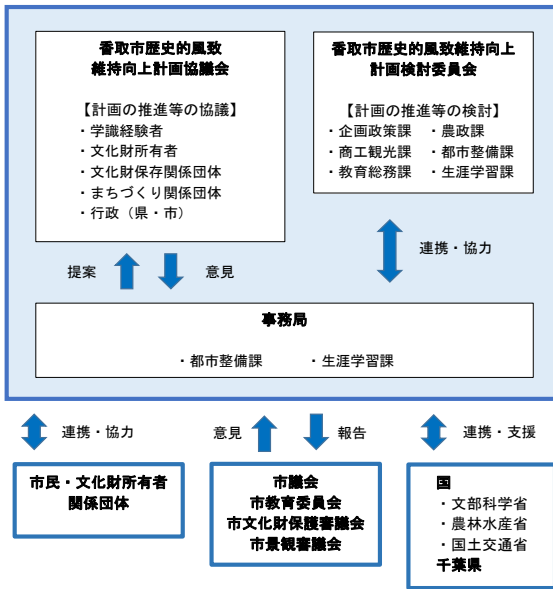 香取市歴史的風致
維持向上計画協議会
【計画の推進等の協議】
・学識経験者
・文化財所有者
・文化財保存関係団体
・まちづくり関係団体
・行政（県・市）
香取市歴史的風致維持向上
計画検討委員会
【計画の推進等の検討】
・企画政策課　・農政課
・商工観光課　・都市整備課
・教育総務課　・生涯学習課
提案　意見
連携・協力
事務局
・都市整備課　・生涯学習課
連携・協力
意見　報告
連携・支援
市民・文化財所有者
関係団体
市議会
市教育委員会
市文化財保護審議会
市景観審議会
国
・文部科学省
・農林水産省
・国土交通省
千葉県